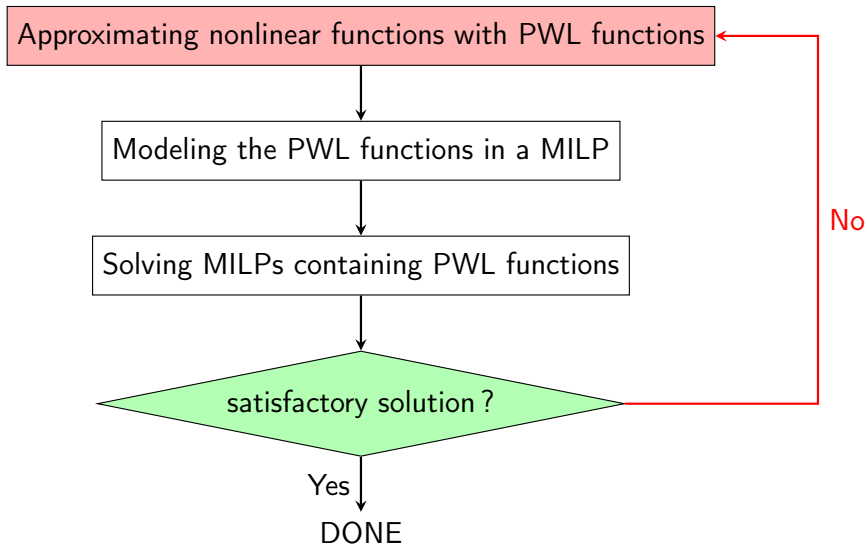 Approximating nonlinear functions with PWL functions
Modeling the PWL functions in a MILP
No
Solving MILPs containing PWL functions
satisfactory solution ?
Yes
DONE